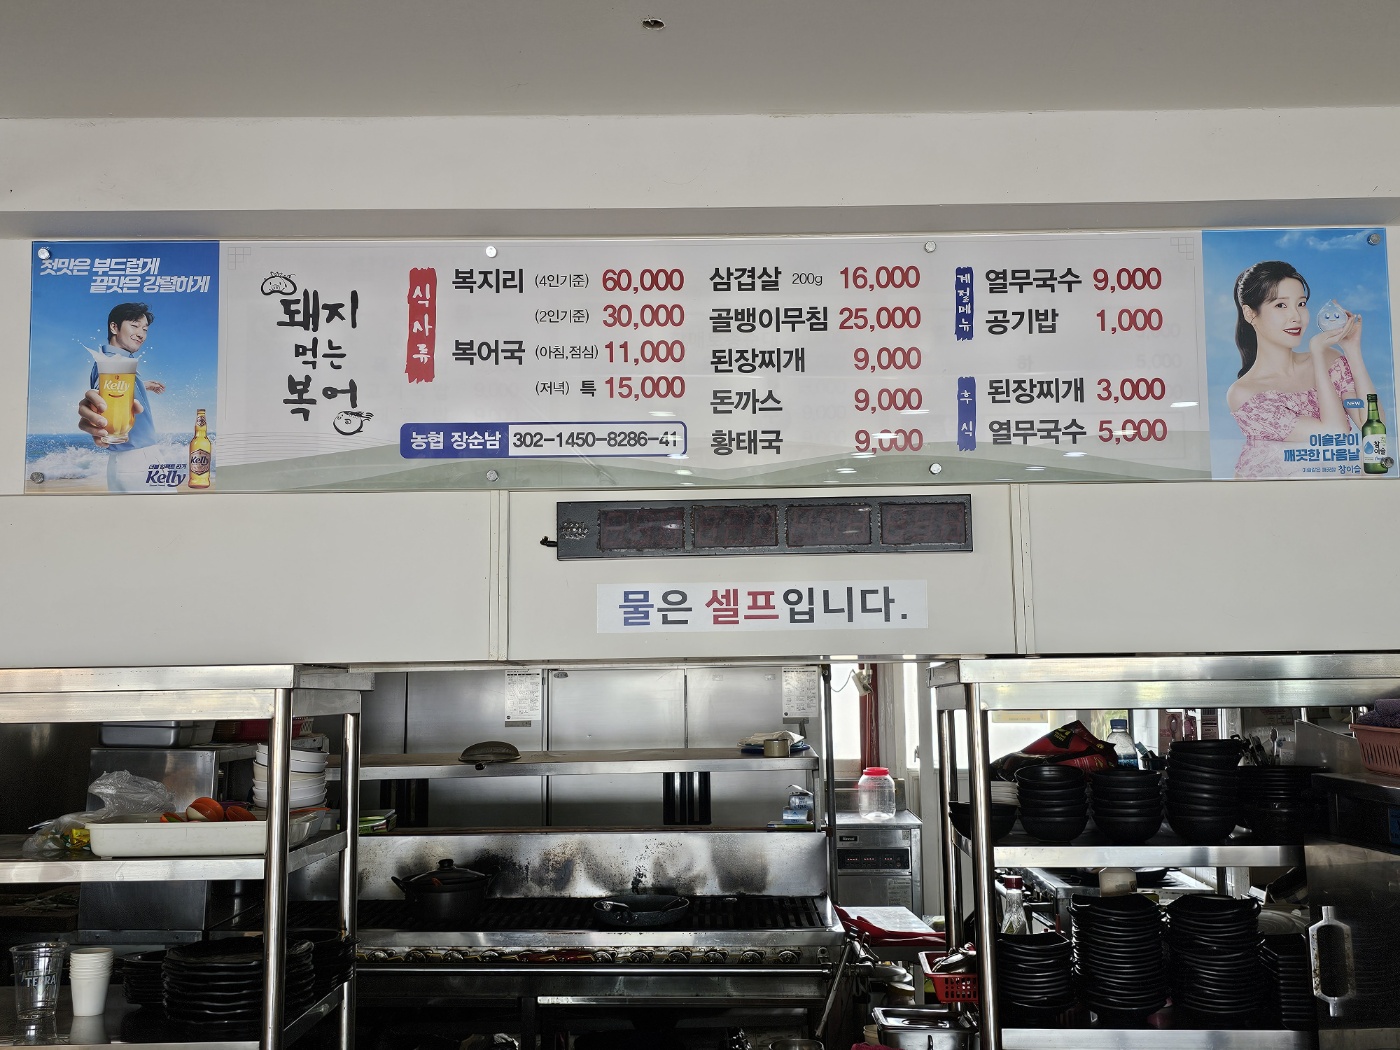 첫맛은 부드럽게
끝맛은 강렬하게
Kelly
Kelly
Kelly
돼지
먹는
복어
식사류
복지리 (4인기준) 60,000
(2인기준) 30,000
복어국 (아침,점심) 11,000
(저녁) 특 15,000
농협 장순남 302-1450-8286-41
삼겹살 200g 16,000
골뱅이무침 25,000
된장찌개 9,000
돈까스 9,000
황태국 9,000
계절메뉴
열무국수 9,000
공기밥 1,000
후식
된장찌개 3,000
열무국수 5,000
NEW
이슬같이
깨끗한 다음날
참이슬
물은 셀프입니다.
TERRA